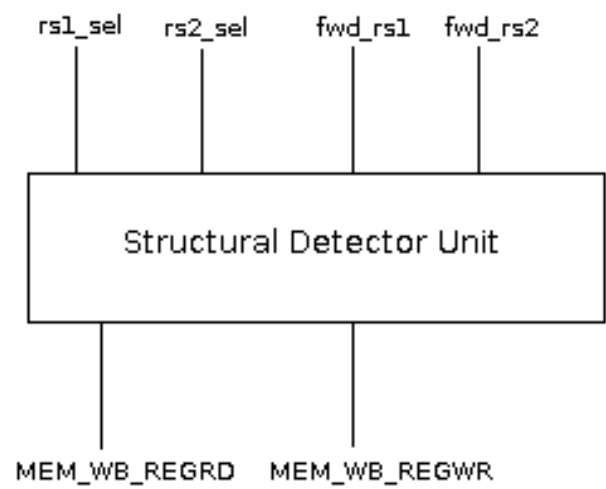 rs1_sel rs2_sel fwd_rs1 fwd_rs2
Structural Detector Unit
MEM_WB_REGRD MEM_WB_REGWR